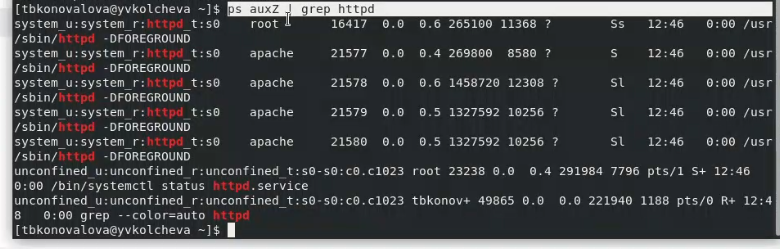 [tbkonovalova@yvkolcheva ~]$ ps auxZ | grep httpd
system_u:system_r:httpd_t:s0    root       16417  0.0  0.6 265100 11368 ?        Ss   12:46   0:00 /usr
/sbin/httpd -DFOREGROUND
system_u:system_r:httpd_t:s0    apache     21577  0.0  0.4 269800  8580 ?        S    12:46   0:00 /usr
/sbin/httpd -DFOREGROUND
system_u:system_r:httpd_t:s0    apache     21578  0.0  0.6 1458720 12308 ?       Sl   12:46   0:00 /usr
/sbin/httpd -DFOREGROUND
system_u:system_r:httpd_t:s0    apache     21579  0.0  0.5 1327592 10256 ?       Sl   12:46   0:00 /usr
/sbin/httpd -DFOREGROUND
system_u:system_r:httpd_t:s0    apache     21580  0.0  0.5 1327592 10256 ?       Sl   12:46   0:00 /usr
/sbin/httpd -DFOREGROUND
unconfined_u:unconfined_r:unconfined_t:s0-s0:c0.c1023 root 23238 0.0  0.4 291984 7796 pts/1 S+ 12:46
0:00 /bin/systemctl status httpd.service
unconfined_u:unconfined_r:unconfined_t:s0-s0:c0.c1023 tbkonov+ 49865 0.0  0.0 221940 1188 pts/0 R+ 12:4
8   0:00 grep --color=auto httpd
[tbkonovalova@yvkolcheva ~]$